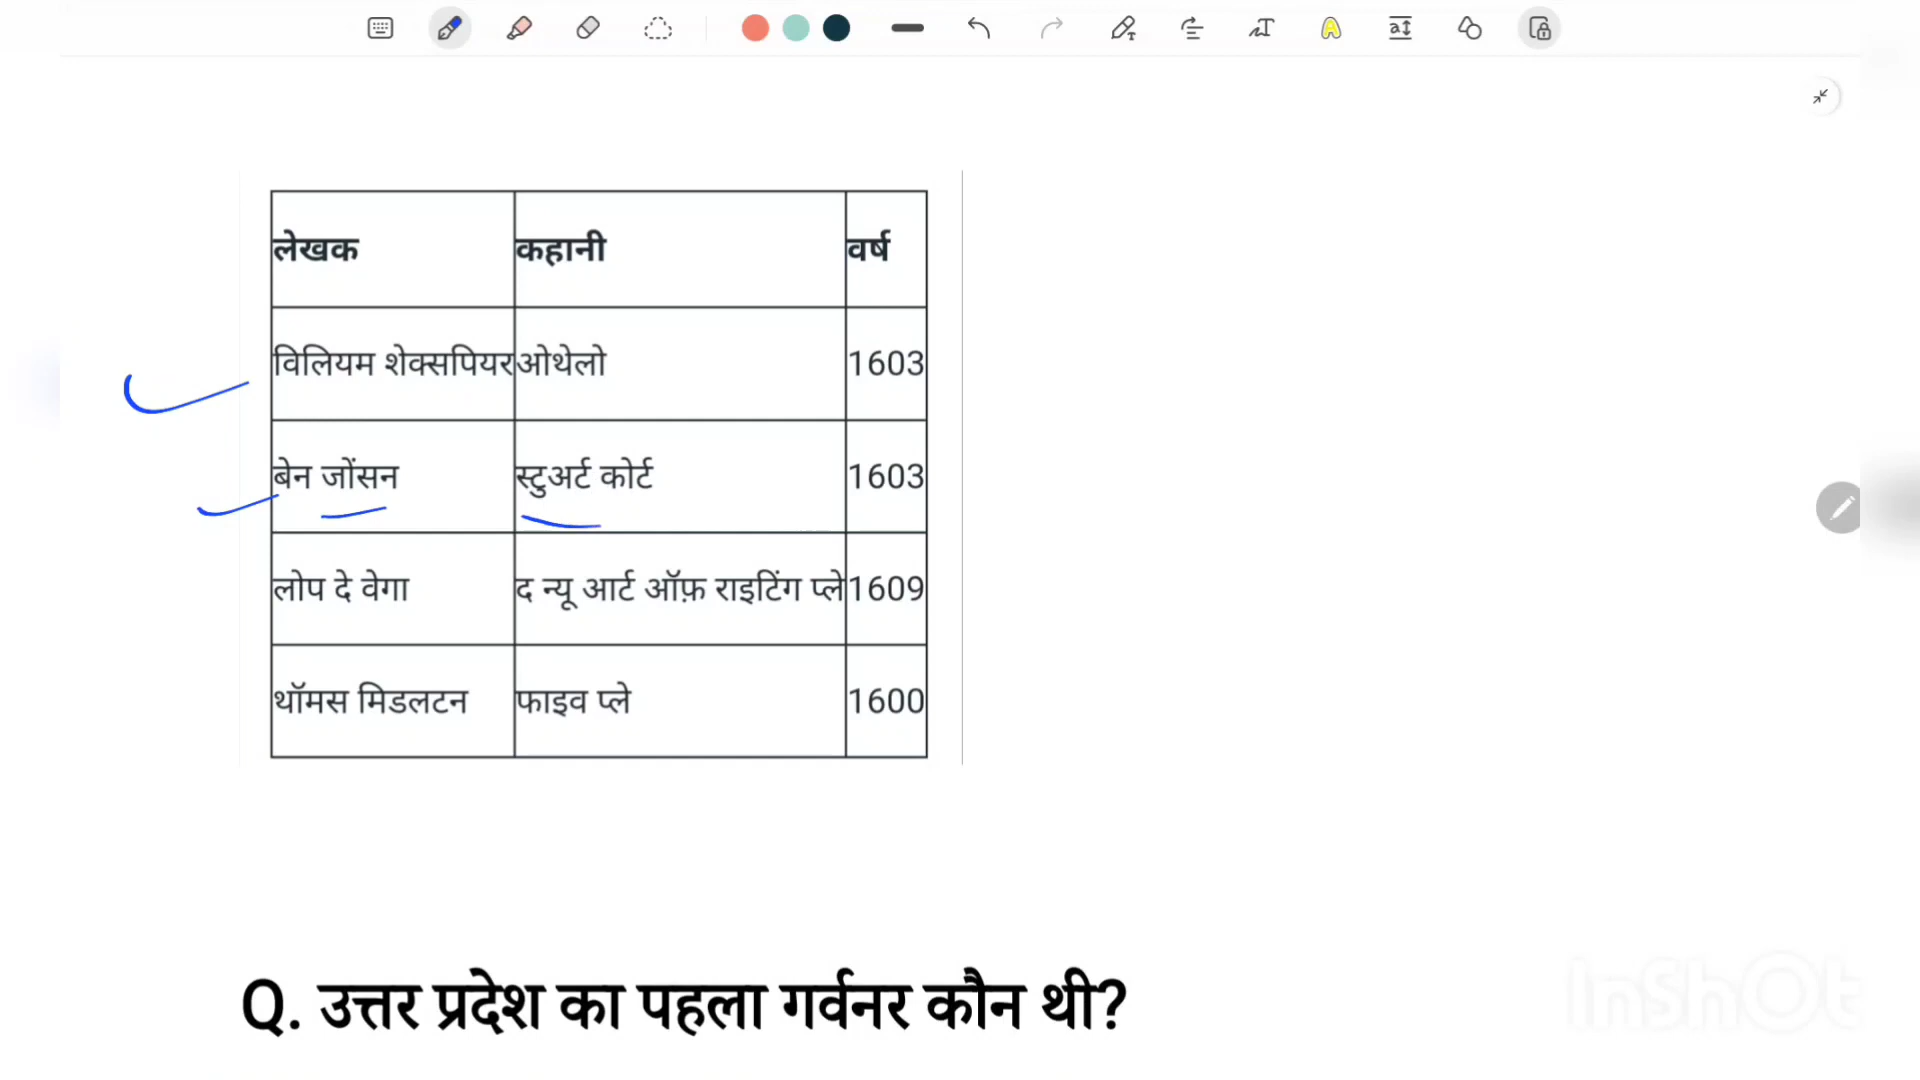 लेखक कहानी वर्ष
विलियम शेक्सपियर ओथेलो 1603
बेन जोंसन स्टुअर्ट कोर्ट 1603
लोप दे वेगा द न्यू आर्ट ऑफ़ राइटिंग प्ले 1609
थॉमस मिडलटन फाइव प्ले 1600
Q. उत्तर प्रदेश का पहला गर्वनर कौन थी?
InShOt